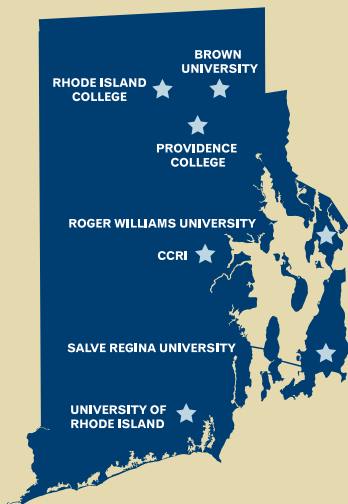 BROWN
UNIVERSITY
RHODE ISLAND
COLLEGE
PROVIDENCE
COLLEGE
ROGER WILLIAMS UNIVERSITY
CCRI
SALVE REGINA UNIVERSITY
UNIVERSITY OF
RHODE ISLAND